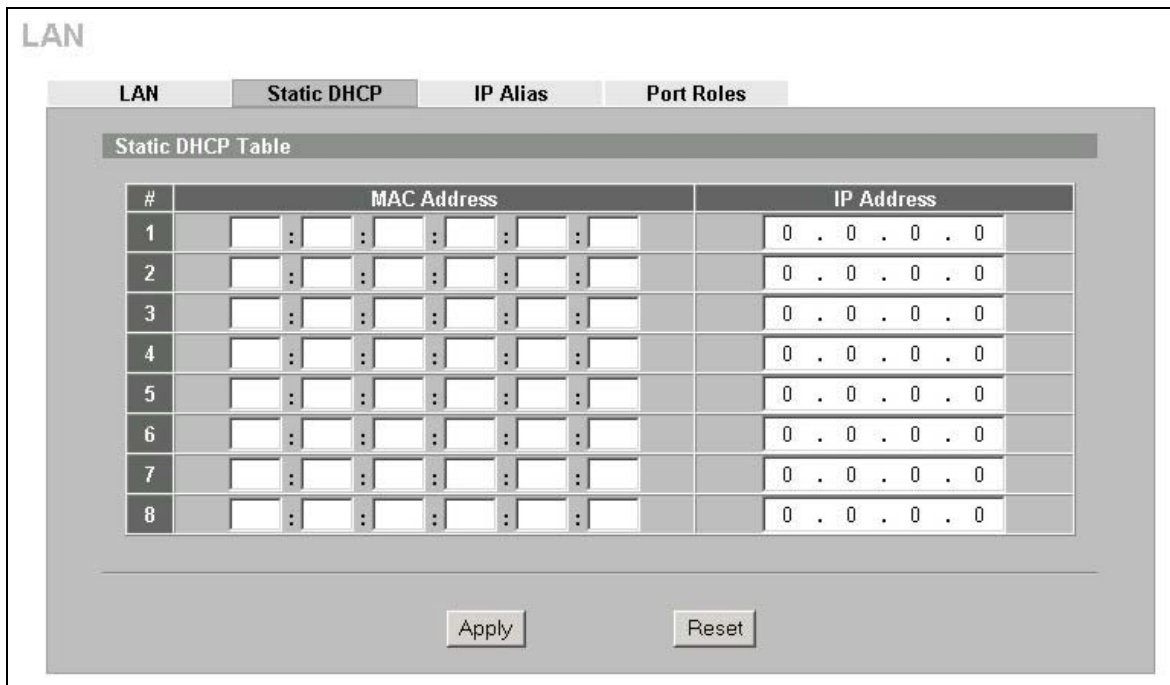 LAN
LAN Static DHCP IP Alias Port Roles
Static DHCP Table
# MAC Address IP Address
1 : : : : : 0 . 0 . 0 . 0
2 : : : : : 0 . 0 . 0 . 0
3 : : : : : 0 . 0 . 0 . 0
4 : : : : : 0 . 0 . 0 . 0
5 : : : : : 0 . 0 . 0 . 0
6 : : : : : 0 . 0 . 0 . 0
7 : : : : : 0 . 0 . 0 . 0
8 : : : : : 0 . 0 . 0 . 0
Apply Reset